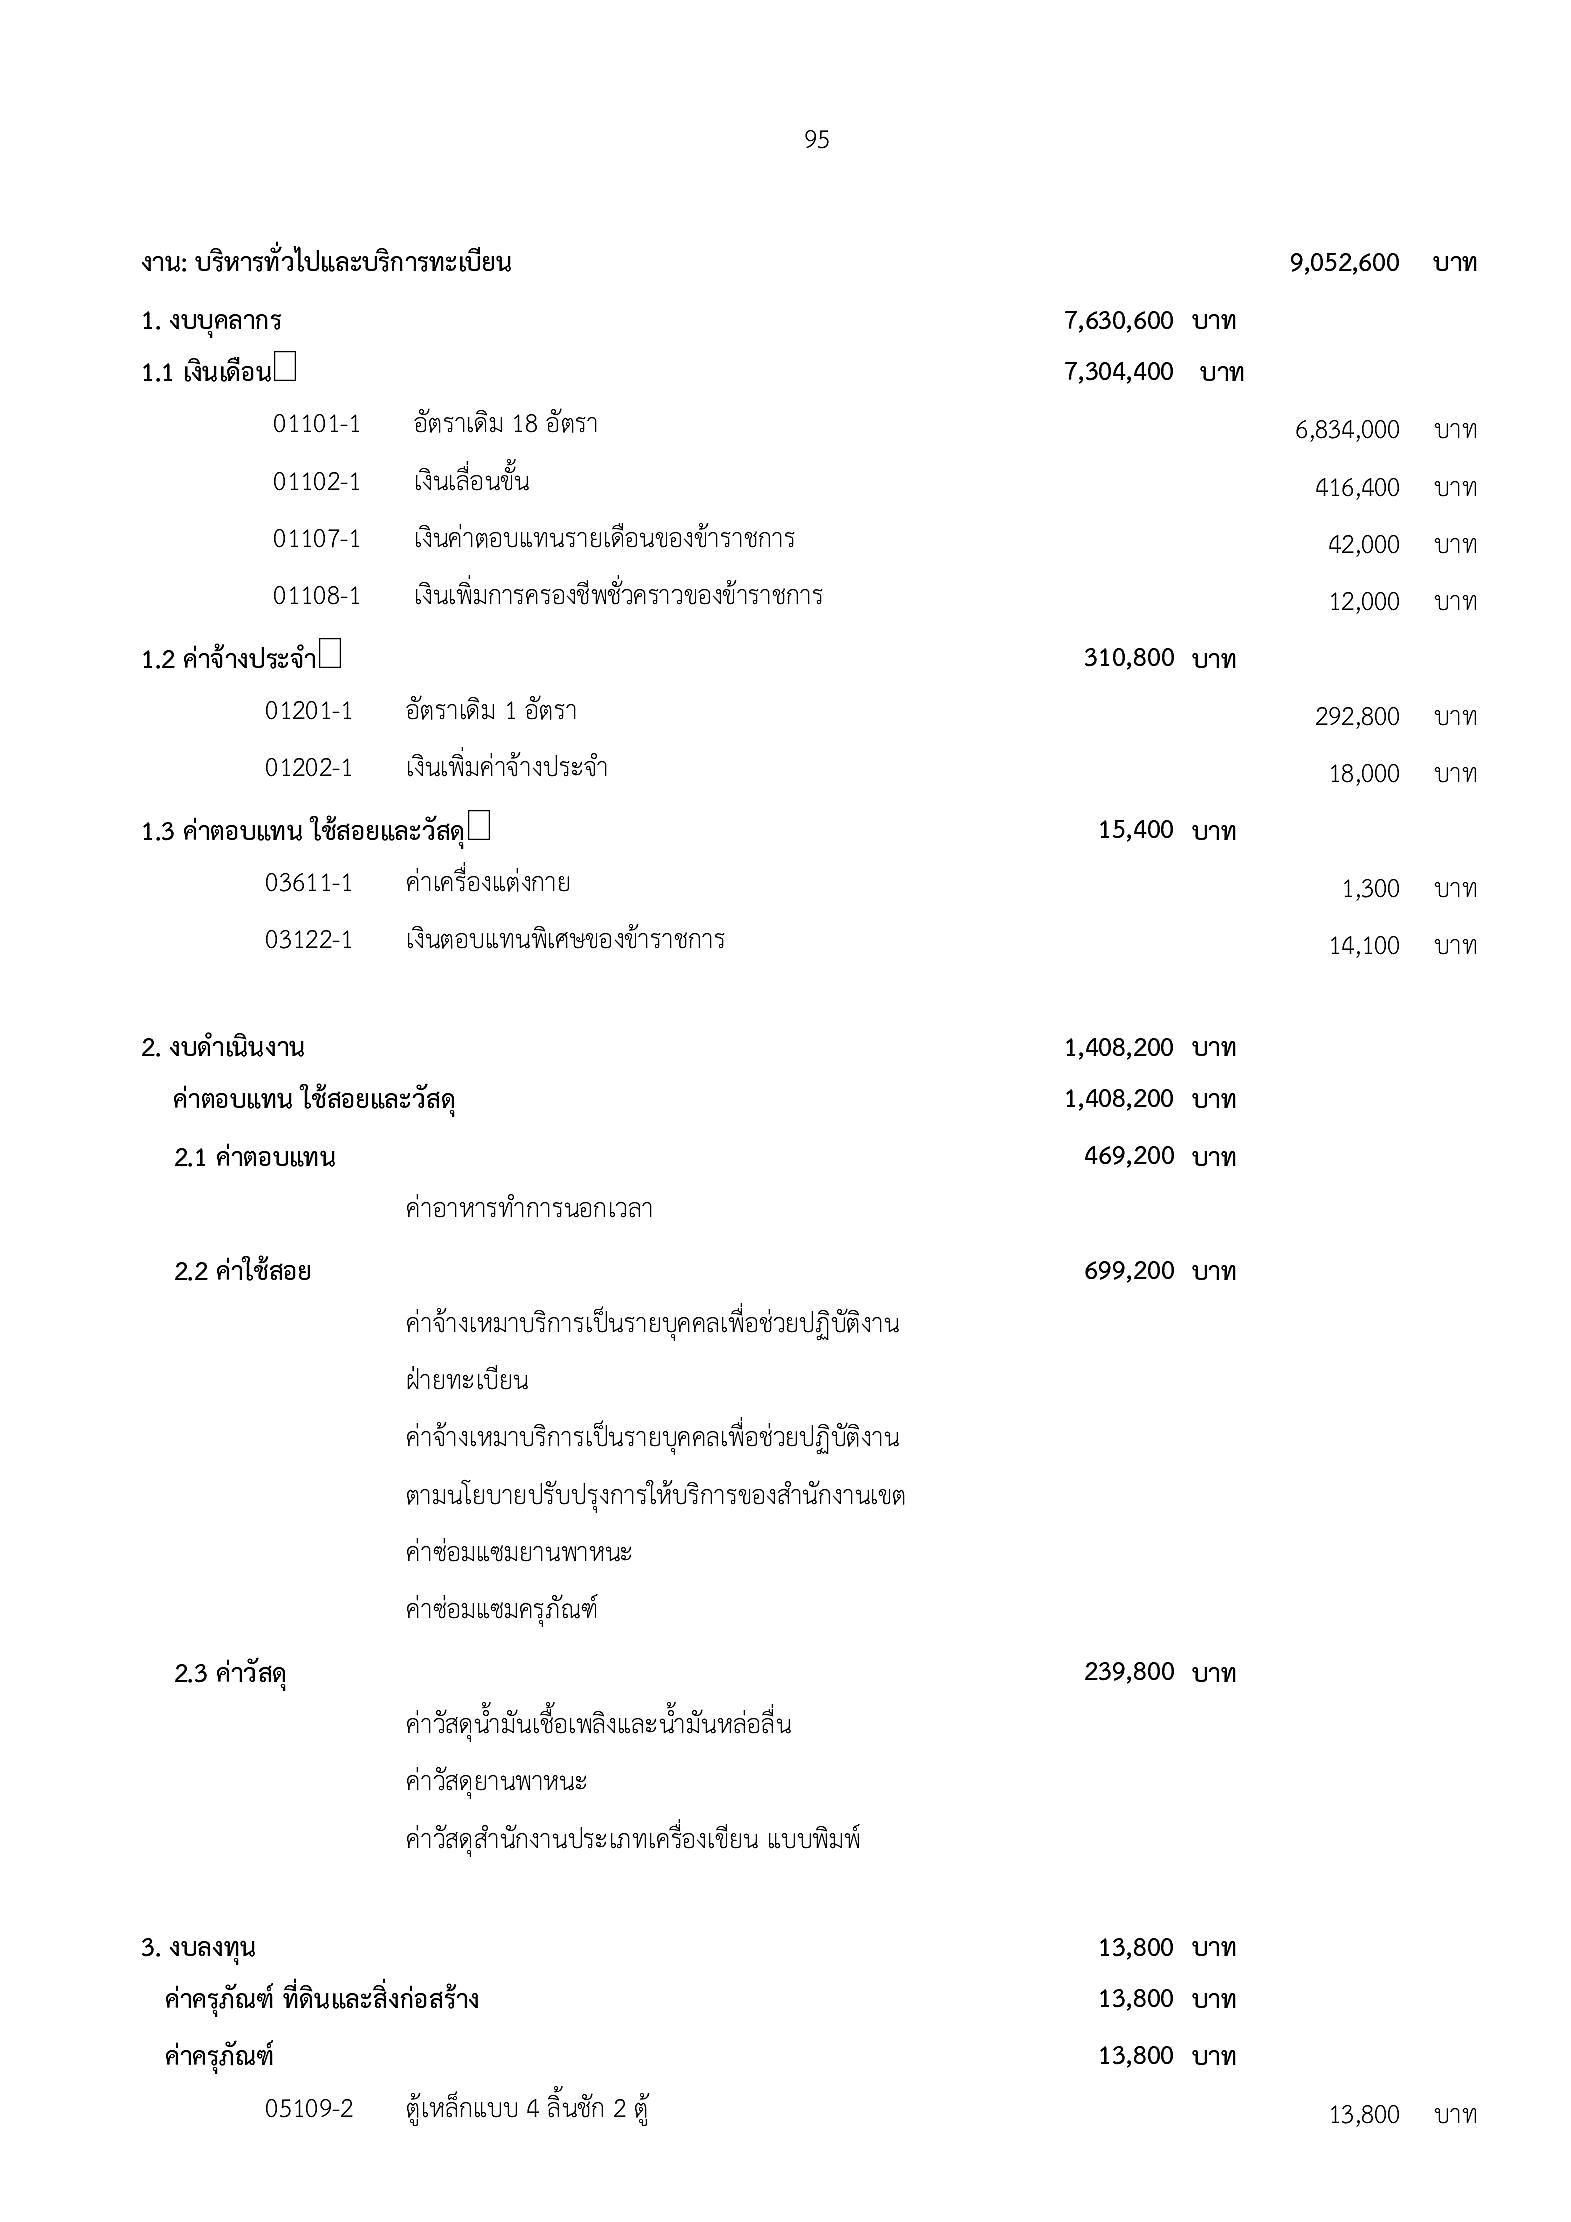 95
งาน: บริหารทั่วไปและบริการทะเบียน 9,052,600 บาท
1. งบบุคลากร 7,630,600 บาท
1.1 เงินเดือน 7,304,400 บาท
01101-1 อัตราเดิม 18 อัตรา 6,834,000 บาท
01102-1 เงินเลื่อนขั้น 416,400 บาท
01107-1 เงินค่าตอบแทนรายเดือนของข้าราชการ 42,000 บาท
01108-1 เงินเพิ่มการครองชีพชั่วคราวของข้าราชการ 12,000 บาท
1.2 ค่าจ้างประจำ 310,800 บาท
01201-1 อัตราเดิม 1 อัตรา 292,800 บาท
01202-1 เงินเพิ่มค่าจ้างประจำ 18,000 บาท
1.3 ค่าตอบแทน ใช้สอยและวัสดุ 15,400 บาท
03611-1 ค่าเครื่องแต่งกาย 1,300 บาท
03122-1 เงินตอบแทนพิเศษของข้าราชการ 14,100 บาท
2. งบดำเนินงาน 1,408,200 บาท
ค่าตอบแทน ใช้สอยและวัสดุ 1,408,200 บาท
2.1 ค่าตอบแทน 469,200 บาท
ค่าอาหารทำการนอกเวลา
2.2 ค่าใช้สอย 699,200 บาท
ค่าจ้างเหมาบริการเป็นรายบุคคลเพื่อช่วยปฏิบัติงาน
ฝ่ายทะเบียน
ค่าจ้างเหมาบริการเป็นรายบุคคลเพื่อช่วยปฏิบัติงาน
ตามนโยบายปรับปรุงการให้บริการของสำนักงานเขต
ค่าซ่อมแซมยานพาหนะ
ค่าซ่อมแซมครุภัณฑ์
2.3 ค่าวัสดุ 239,800 บาท
ค่าวัสดุน้ำมันเชื้อเพลิงและน้ำมันหล่อลื่น
ค่าวัสดุยานพาหนะ
ค่าวัสดุสำนักงานประเภทเครื่องเขียน แบบพิมพ์
3. งบลงทุน 13,800 บาท
ค่าครุภัณฑ์ ที่ดินและสิ่งก่อสร้าง 13,800 บาท
ค่าครุภัณฑ์ 13,800 บาท
05109-2 ตู้เหล็กแบบ 4 ลิ้นชัก 2 ตู้ 13,800 บาท